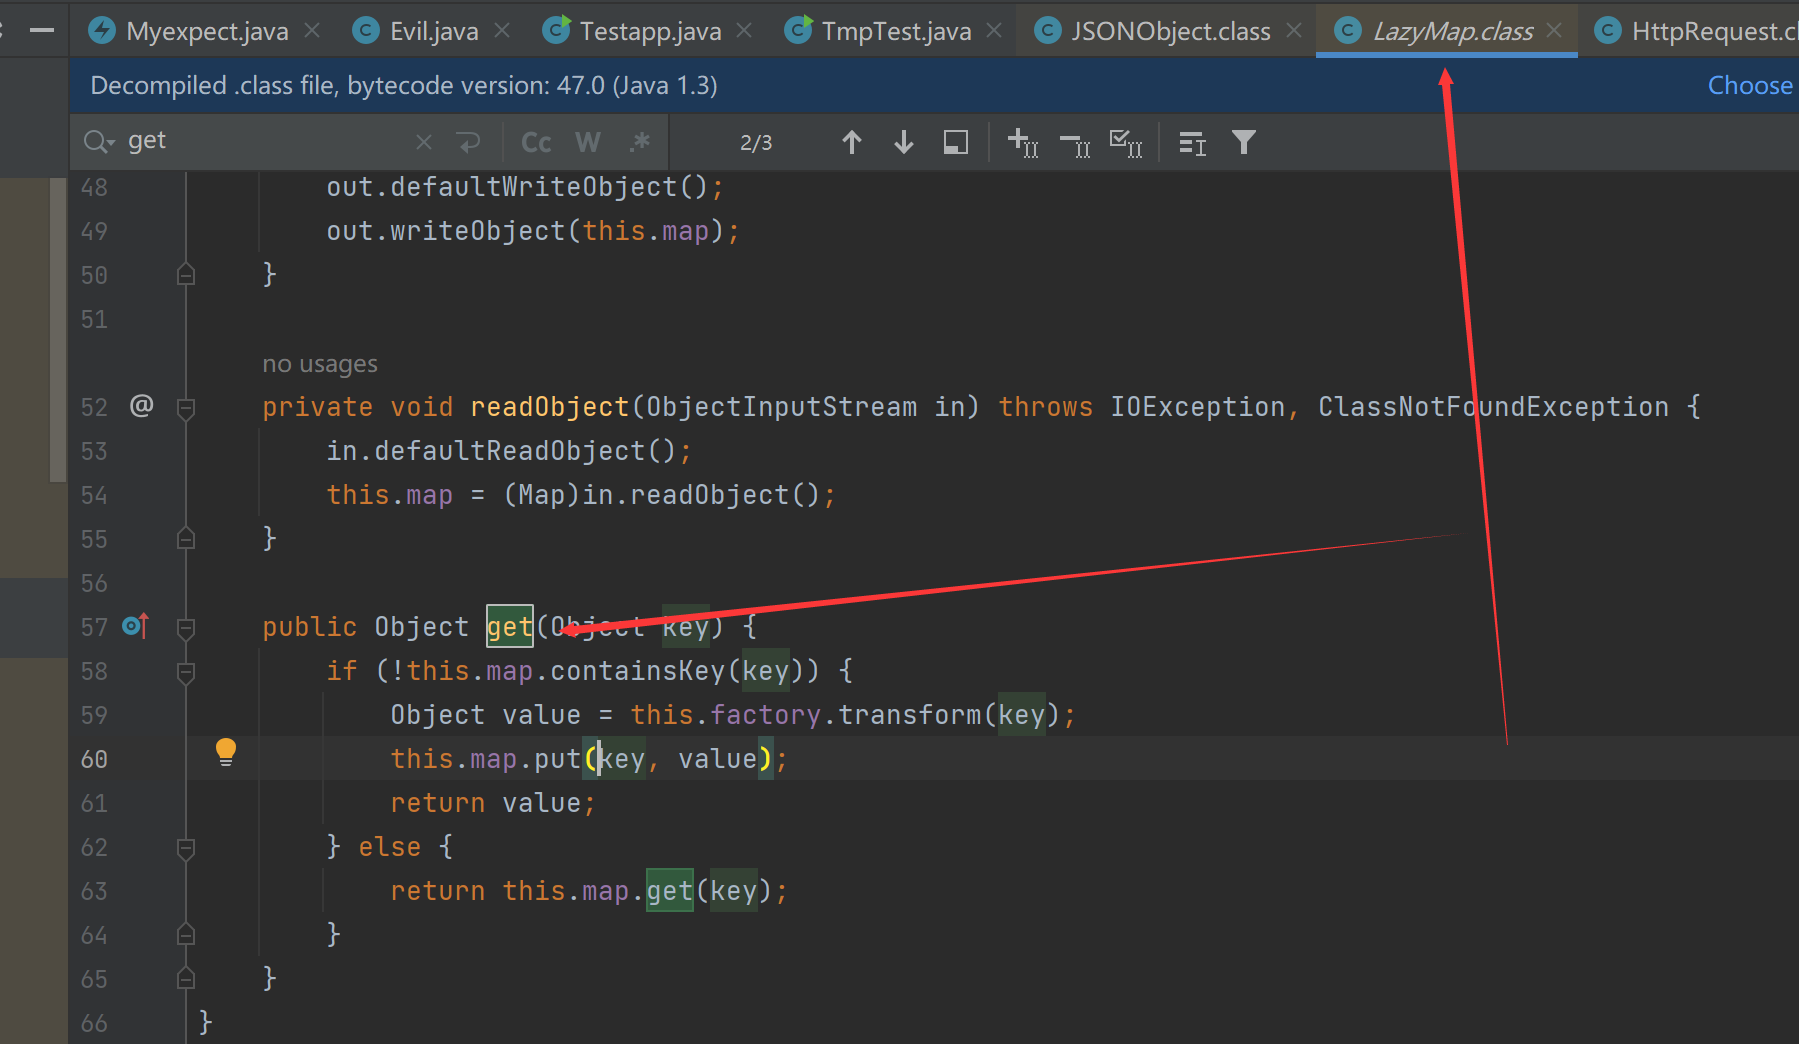 Myexpect.java Evil.java Testapp.java TmpTest.java JSONObject.class LazyMap.class HttpRequest.cl
Decompiled .class file, bytecode version: 47.0 (Java 1.3) Choose
get Cc W .* 2/3
48 out.defaultWriteObject();
49 out.writeObject(this.map);
50 }
51
no usages
52 @ private void readObject(ObjectInputStream in) throws IOException, ClassNotFoundException {
53 in.defaultReadObject();
54 this.map = (Map)in.readObject();
55 }
56
57 public Object get(Object key) {
58 if (!this.map.containsKey(key)) {
59 Object value = this.factory.transform(key);
60 this.map.put(key, value);
61 return value;
62 } else {
63 return this.map.get(key);
64 }
65 }
66 }